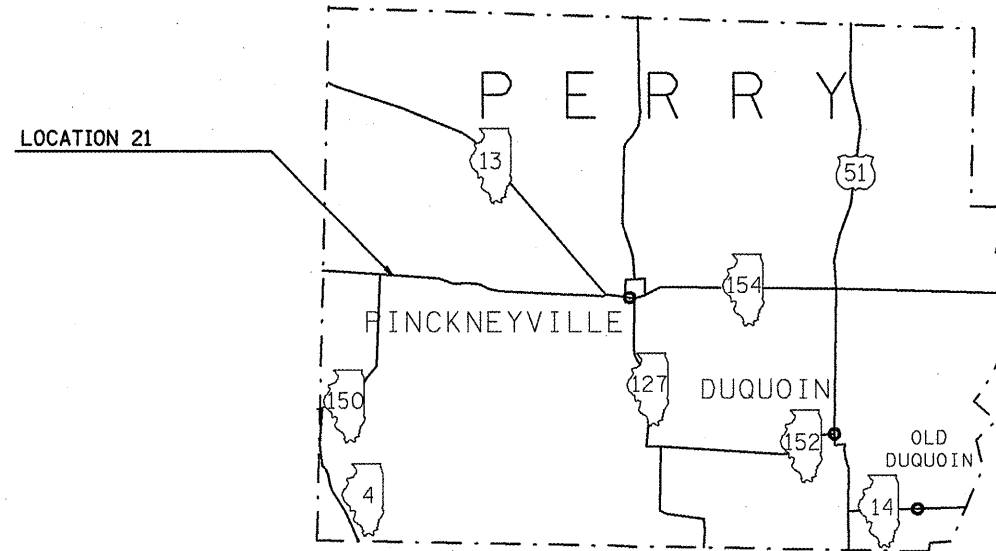 P E R R Y
LOCATION 21
13
51
154
PINCKNEYVILLE
127
DUQUOIN
150
152
OLD
DUQUOIN
4
14